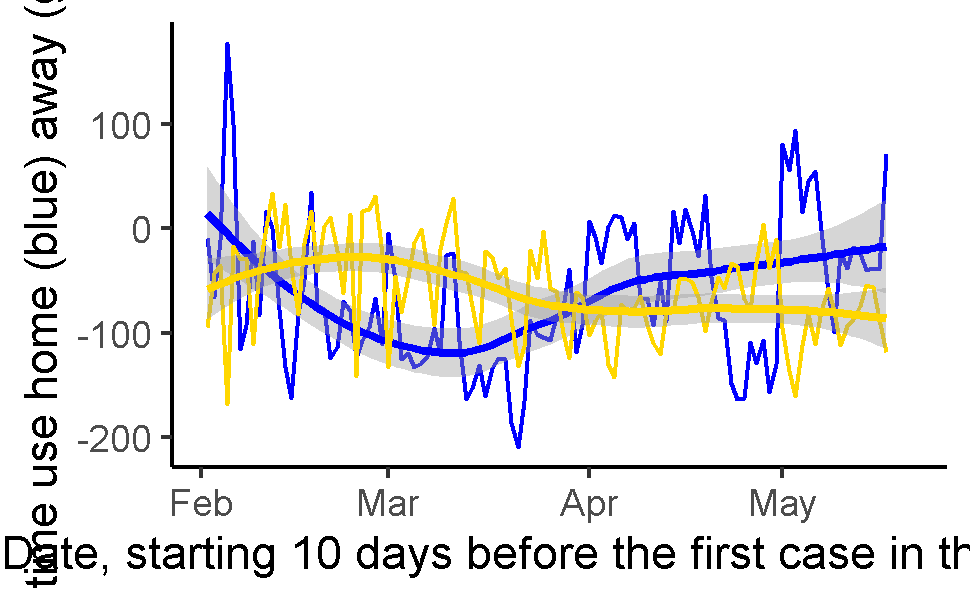 time use home (blue) away (
100
0
-100
-200
Feb Mar Apr May
Date, starting 10 days before the first case in th